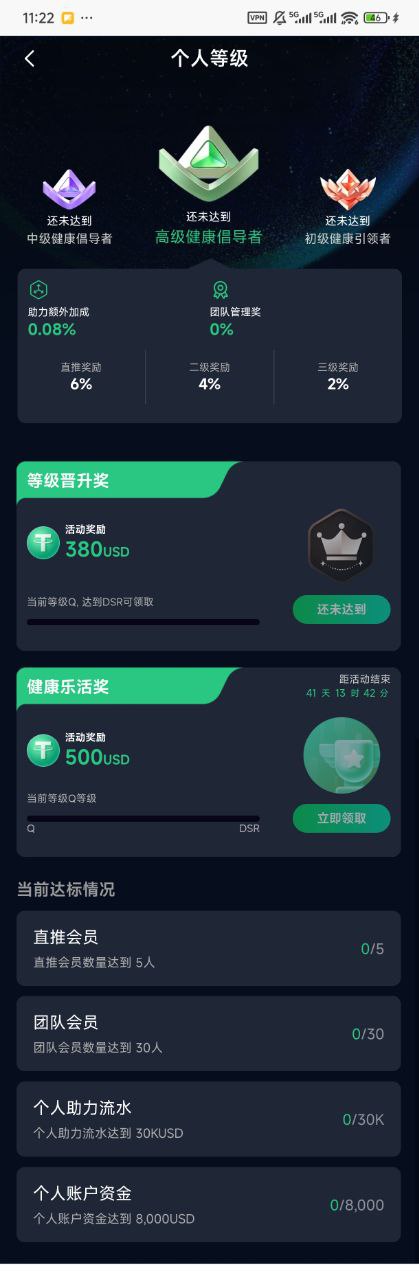 11:22
VPN 5G 5G 46
个人等级
还未达到
中级健康倡导者
还未达到
高级健康倡导者
还未达到
初级健康引领者
助力额外加成
0.08%
团队管理奖
0%
直推奖励
6%
二级奖励
4%
三级奖励
2%
等级晋升奖
活动奖励
380USD
当前等级Q, 达到DSR可领取
还未达到
健康乐活奖
距活动结束
41 天 13 时 42 分
活动奖励
500USD
当前等级Q等级
Q
DSR
立即领取
当前达标情况
直推会员
直推会员数量达到 5人
0/5
团队会员
团队会员数量达到 30人
0/30
个人助力流水
个人助力流水达到 30KUSD
0/30K
个人账户资金
个人账户资金达到 8,000USD
0/8,000